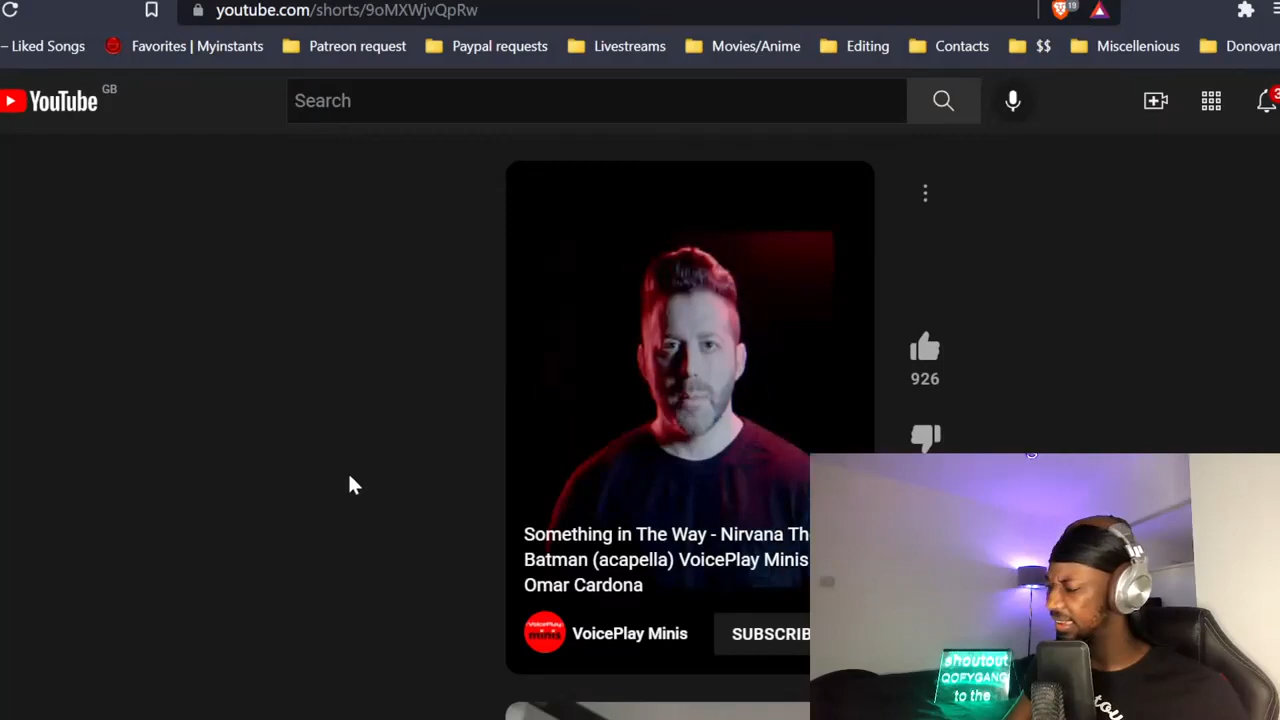 youtube.com/shorts/9oMXWjvQpRw
19
– Liked Songs Favorites | Myinstants Patreon request Paypal requests Livestreams Movies/Anime Editing Contacts $$ Miscellenious Donovan
YouTube GB
Search
3
926
Something in The Way - Nirvana Th
Batman (acapella) VoicePlay Minis
Omar Cardona
VoicePlay Minis SUBSCRIB
shoutout
QOFYGANG
to the